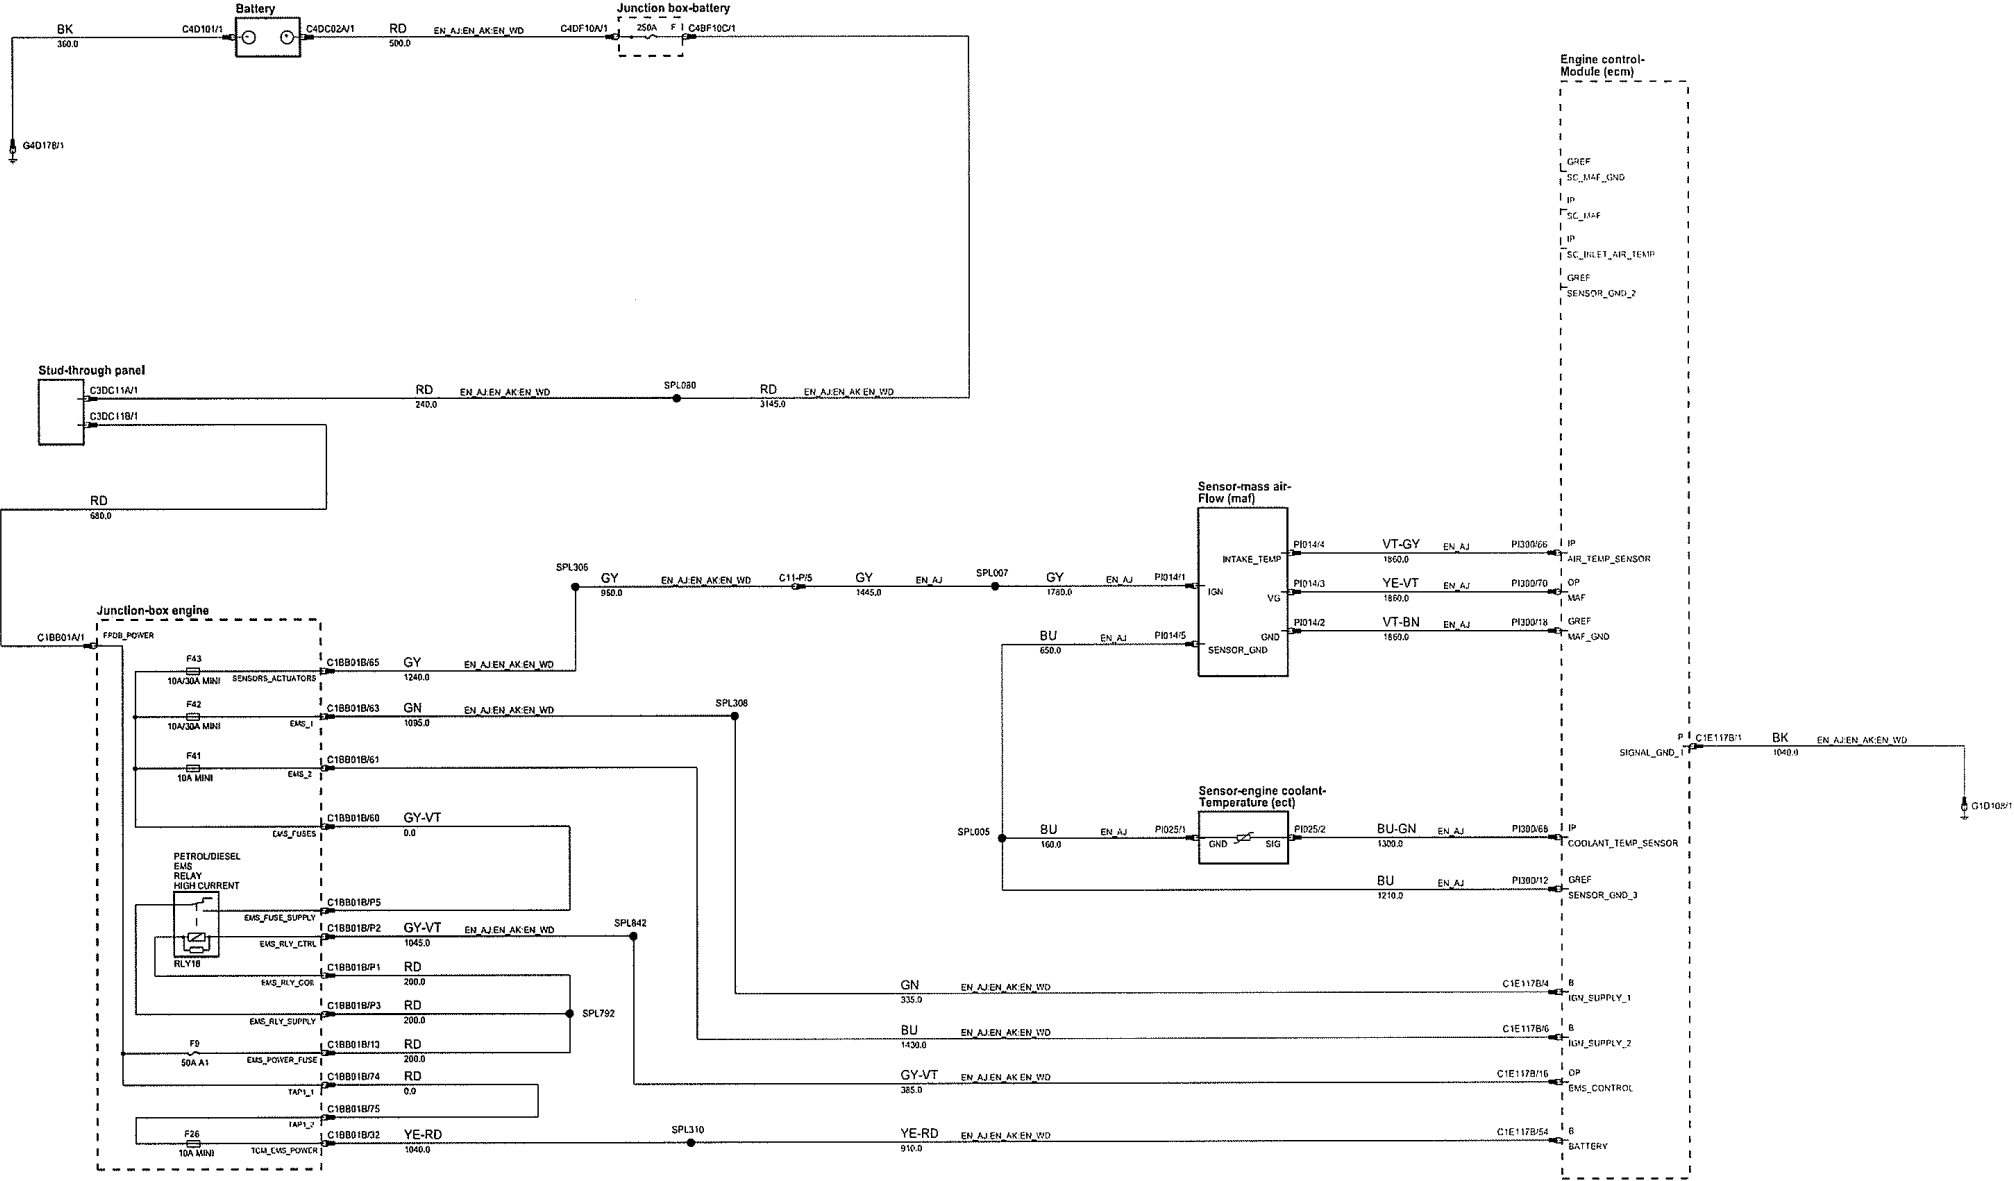 Battery
Junction box-battery
BK
360.0
C4D101/1
C4DC02A/1
RD
500.0
EN_AJ:EN_AK:EN_WD
C4DF10A/1
250A F
C4BF10C/1
G4D17B/1
Engine control-
Module (ecm)
GREF
SC_MAF_GND
IP
SC_MAF
IP
SC_INLET_AIR_TEMP
GREF
SENSOR_GND_2
Stud-through panel
C3DC11A/1
RD
240.0
EN_AJ:EN_AK:EN_WD
SPL080
RD
3145.0
EN_AJ:EN_AK:EN_WD
C3DC11B/1
RD
680.0
Sensor-mass air-
Flow (maf)
INTAKE_TEMP
PI014/4
VT-GY
1860.0
EN_AJ
PI300/66
IP
AIR_TEMP_SENSOR
SPL306
GY
950.0
EN_AJ:EN_AK:EN_WD
C11-P/5
GY
1445.0
EN_AJ
SPL007
GY
1780.0
EN_AJ
PI014/1
IGN
VG
PI014/3
YE-VT
1860.0
EN_AJ
PI300/70
OP
MAF
GND
PI014/2
VT-BN
1860.0
EN_AJ
PI300/18
GREF
MAF_GND
BU
650.0
EN_AJ
PI014/5
SENSOR_GND
Junction-box engine
C1BB01A/1
FPDB_POWER
F43
10A/30A MINI
SENSORS_ACTUATORS
C1BB01B/65
GY
1240.0
EN_AJ:EN_AK:EN_WD
F42
10A/30A MINI
EMS_1
C1BB01B/63
GN
1095.0
EN_AJ:EN_AK:EN_WD
SPL308
F41
10A MINI
EMS_2
C1BB01B/61
P
SIGNAL_GND_1
C1E117B/1
BK
1040.0
EN_AJ:EN_AK:EN_WD
G1D108/1
EMS_FUSES
C1BB01B/60
GY-VT
0.0
Sensor-engine coolant-
Temperature (ect)
SPL005
BU
160.0
EN_AJ
PI025/1
GND
SIG
PI025/2
BU-GN
1300.0
EN_AJ
PI300/68
IP
COOLANT_TEMP_SENSOR
BU
1210.0
EN_AJ
PI300/12
GREF
SENSOR_GND_3
PETROL/DIESEL
EMS
RELAY
HIGH CURRENT
RLY18
EMS_FUSE_SUPPLY
C1BB01B/P5
EMS_RLY_CTRL
C1BB01B/P2
GY-VT
1045.0
EN_AJ:EN_AK:EN_WD
SPL842
EMS_RLY_COIL
C1BB01B/P1
RD
200.0
EMS_RLY_SUPPLY
C1BB01B/P3
RD
200.0
SPL792
GN
335.0
EN_AJ:EN_AK:EN_WD
C1E117B/4
B
IGN_SUPPLY_1
F9
50A A1
EMS_POWER_FUSE
C1BB01B/13
RD
200.0
BU
1430.0
EN_AJ:EN_AK:EN_WD
C1E117B/6
B
IGN_SUPPLY_2
TAP1_1
C1BB01B/74
RD
0.0
GY-VT
385.0
EN_AJ:EN_AK:EN_WD
C1E117B/16
OP
EMS_CONTROL
TAP1_2
C1BB01B/75
F26
10A MINI
TCM_EMS_POWER
C1BB01B/32
YE-RD
1040.0
SPL310
YE-RD
910.0
EN_AJ:EN_AK:EN_WD
C1E117B/54
B
BATTERY